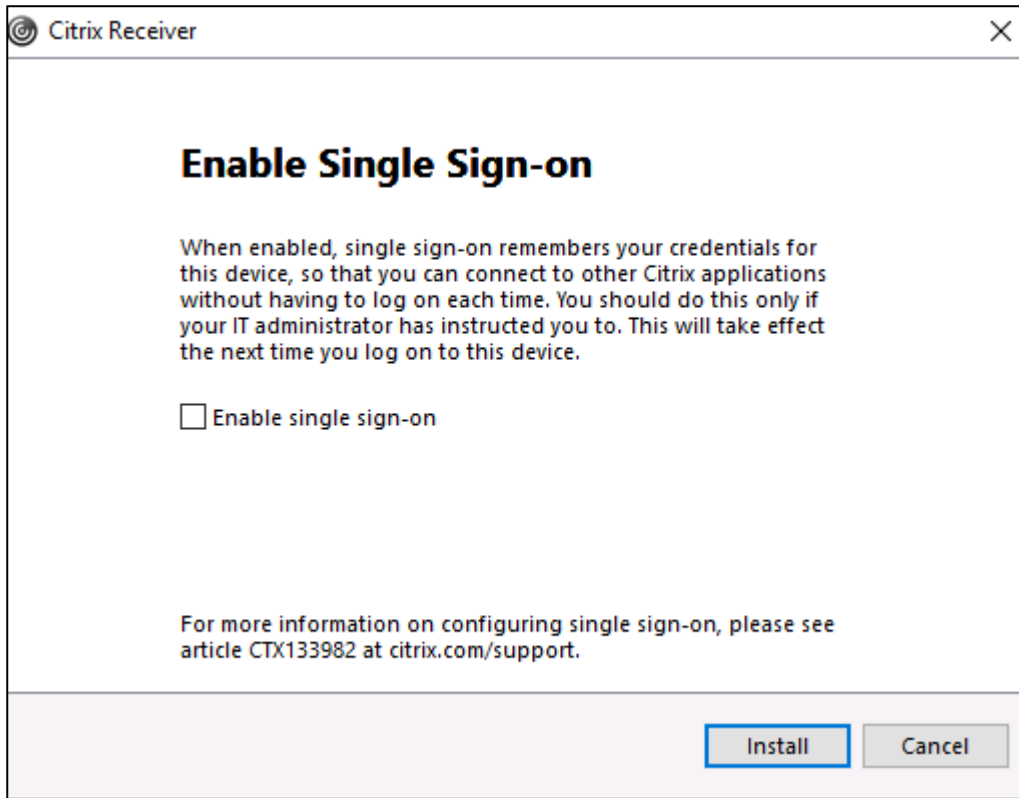 Citrix Receiver
Enable Single Sign-on
When enabled, single sign-on remembers your credentials for
this device, so that you can connect to other Citrix applications
without having to log on each time. You should do this only if
your IT administrator has instructed you to. This will take effect
the next time you log on to this device.
Enable single sign-on
For more information on configuring single sign-on, please see
article CTX133982 at citrix.com/support.
Install
Cancel